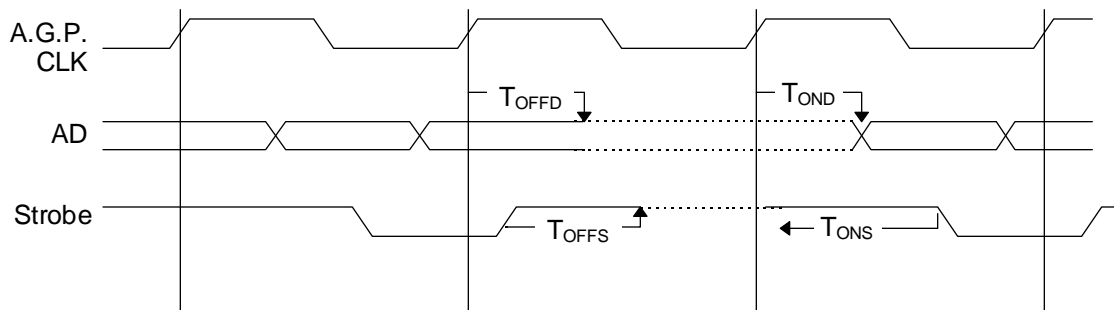 A.G.P.
CLK
TOFFD
TOND
AD
Strobe
TOFFS
TONS